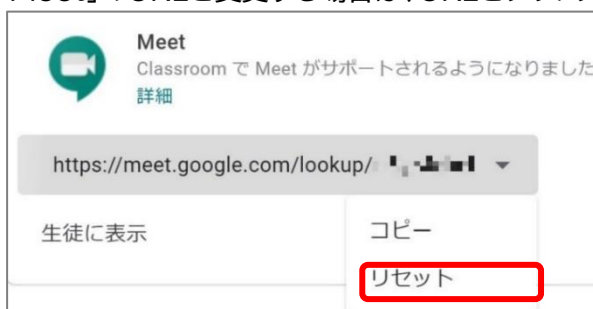 Meet
Classroom で Meet がサポートされるようになりました
詳細
https://meet.google.com/lookup/
生徒に表示
コピー
リセット